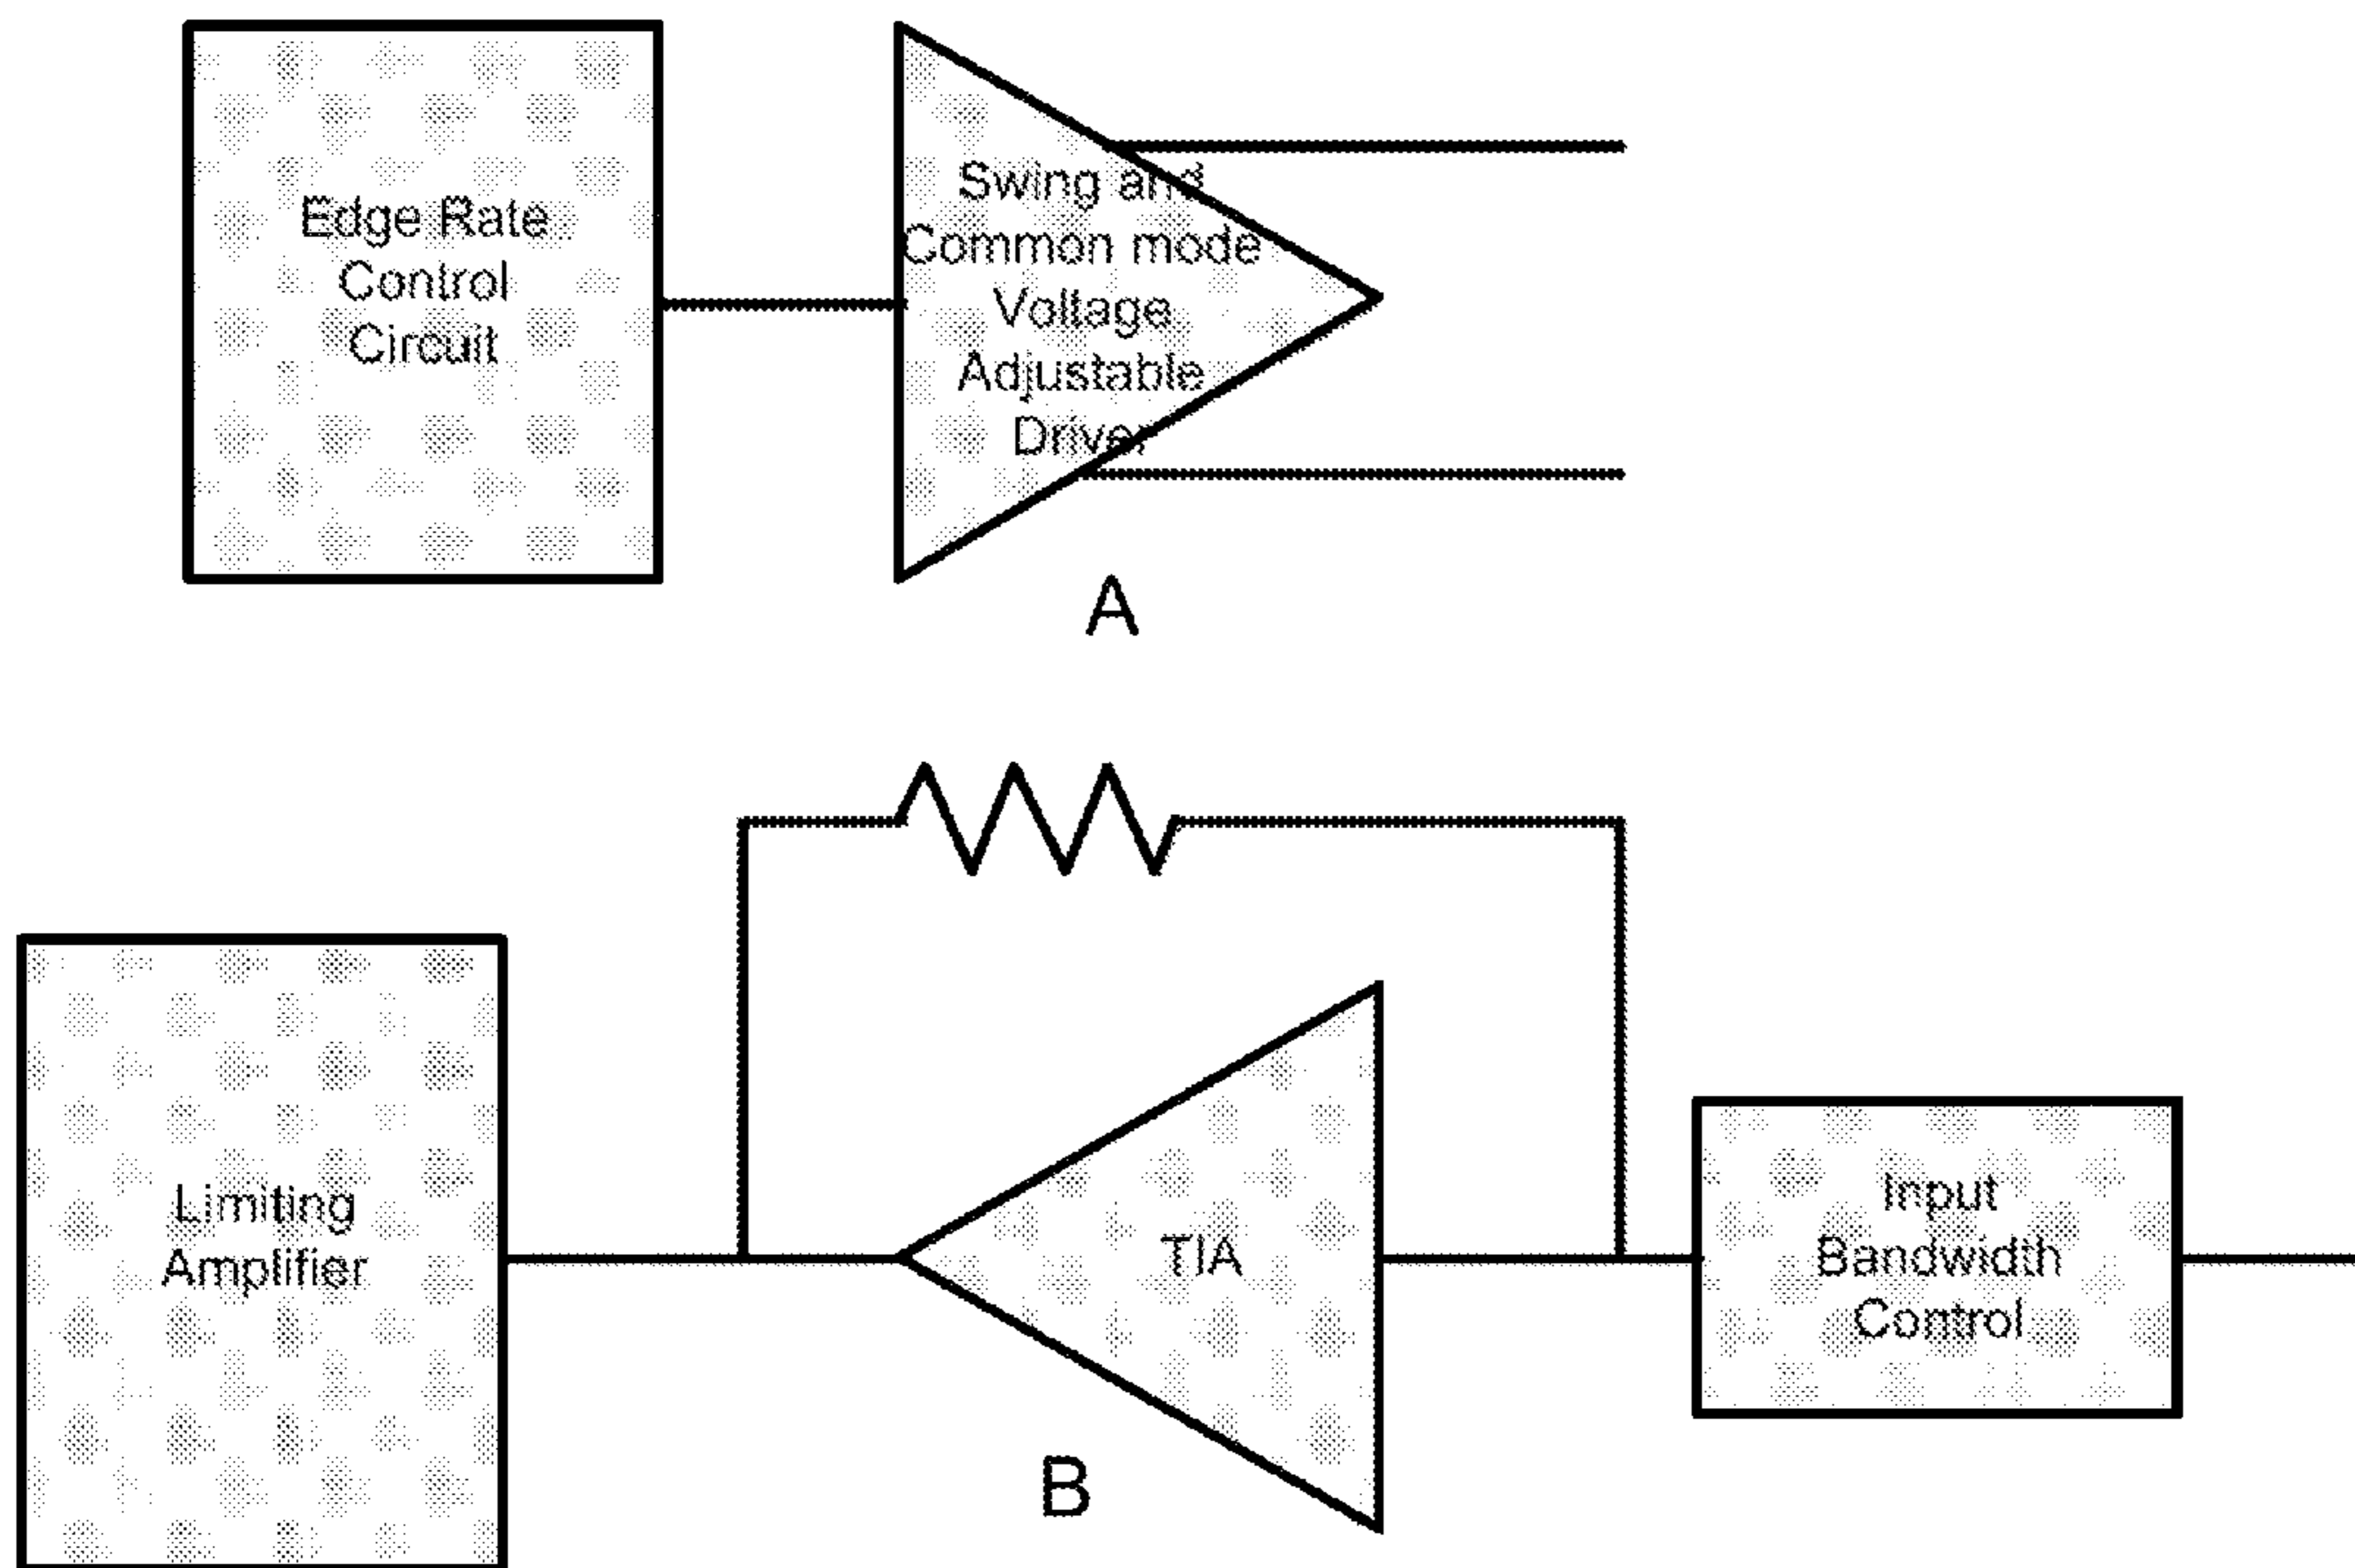 Edge Rate
Control
Circuit
Swing and
Common mode
Voltage
Adjustable
Driver
A
Limiting
Amplifier
TIA
Input
Bandwidth
Control
B